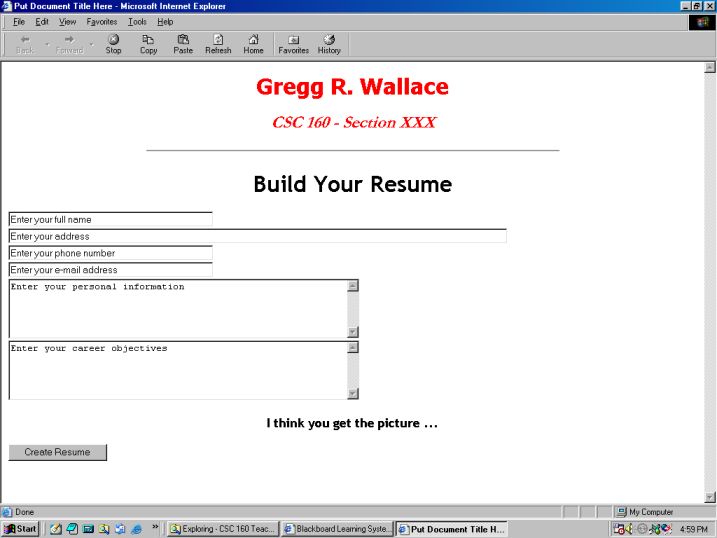 Put Document Title Here - Microsoft Internet Explorer
File Edit View Favorites Tools Help
Back Forward Stop Copy Paste Refresh Home Favorites History
Gregg R. Wallace
CSC 160 - Section XXX
Build Your Resume
Enter your full name
Enter your address
Enter your phone number
Enter your e-mail address
Enter your personal information
Enter your career objectives
I think you get the picture ...
Create Resume
Done My Computer
Start » Exploring - CSC 160 Teac... Blackboard Learning Syste... Put Document Title H... 4:59 PM